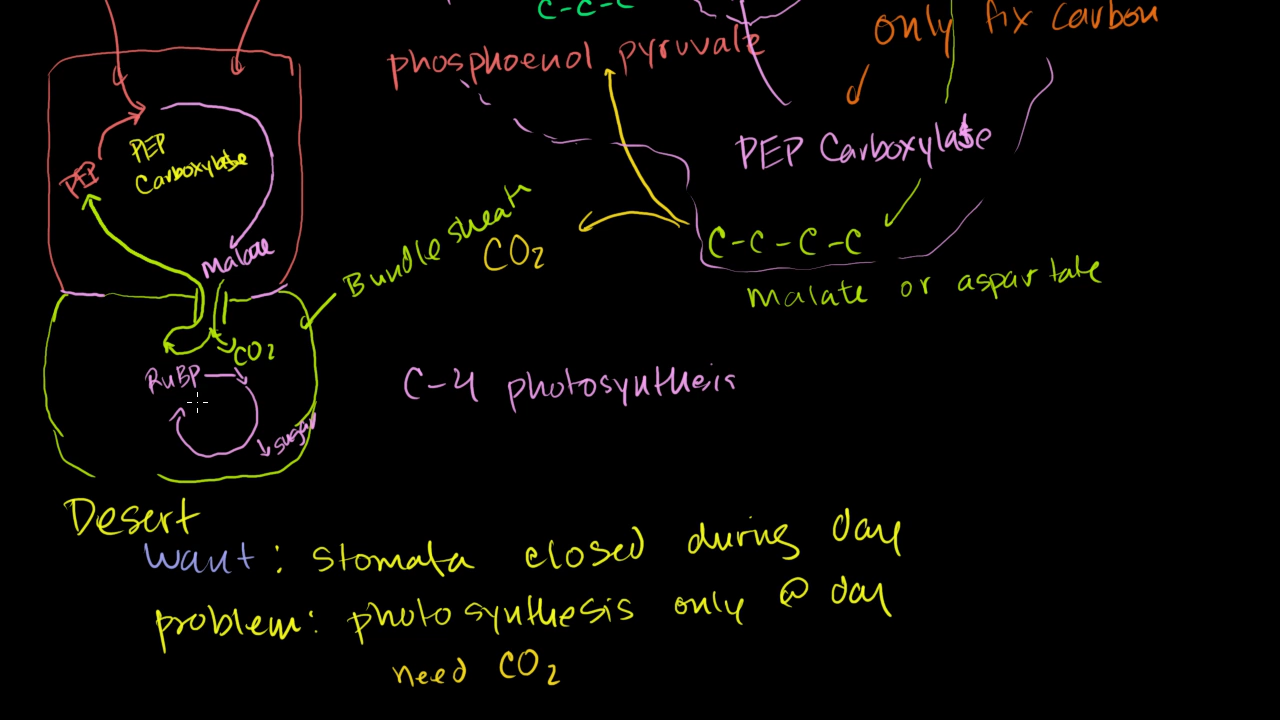 C-C-C
only fix carbon
phosphoenol pyruvate
PEP Carboxylase
PEP
PEP
Carboxylase
Malate
Bundle sheath
CO2
C-C-C-C
malate or aspartate
CO2
RuBP
sugar
C-4 photosynthesis
Desert
want: stomata closed during day
problem: photosynthesis only @ day
need CO2